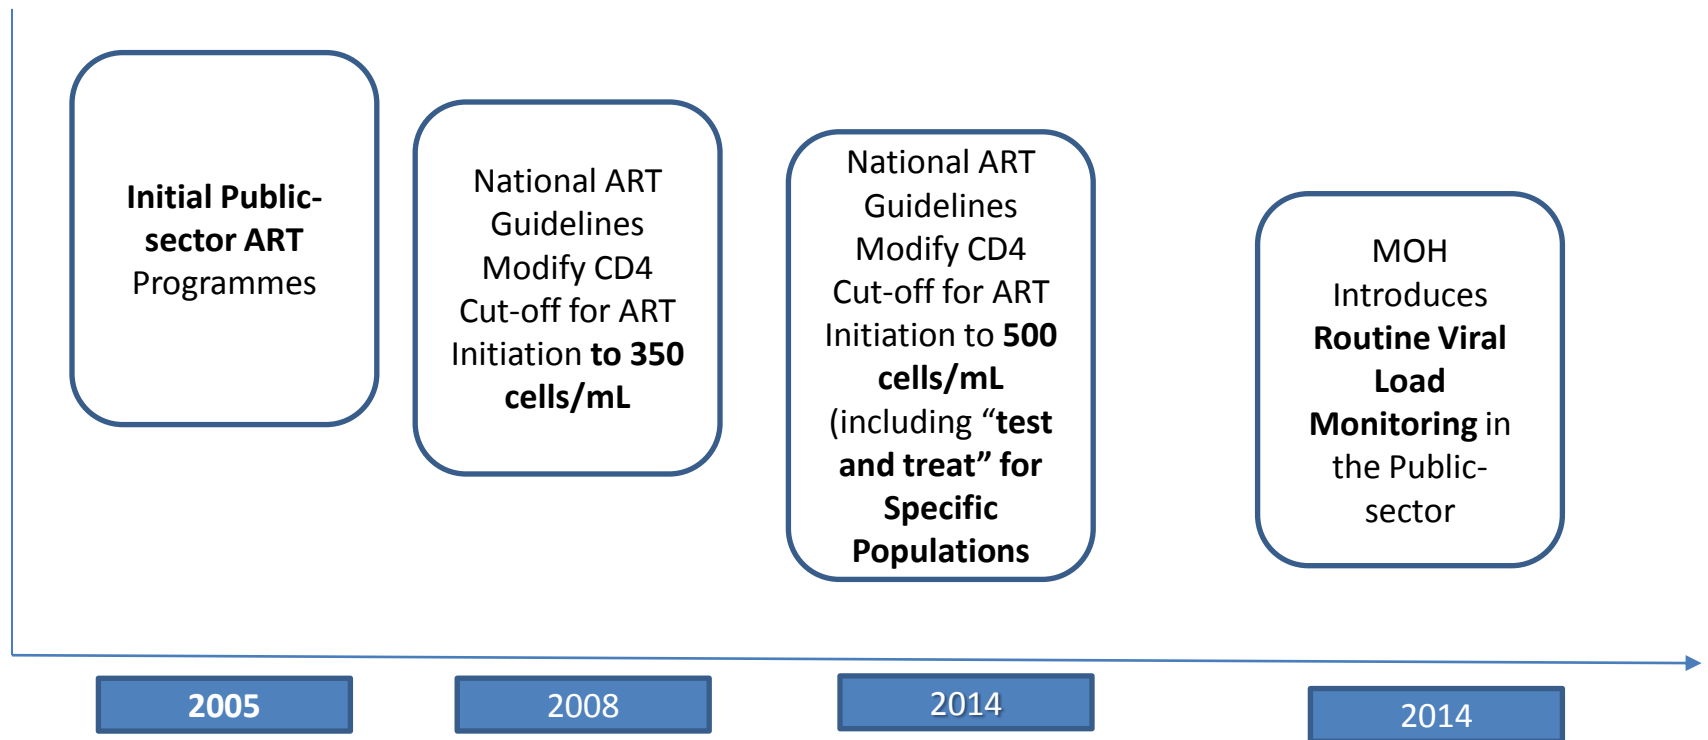 Initial Public-
sector ART
Programmes
National ART
Guidelines
Modify CD4
Cut-off for ART
Initiation to 350
cells/mL
National ART
Guidelines
Modify CD4
Cut-off for ART
Initiation to 500
cells/mL
(including “test
and treat” for
Specific
Populations
MOH
Introduces
Routine Viral
Load
Monitoring in
the Public-
sector
2005
2008
2014
2014